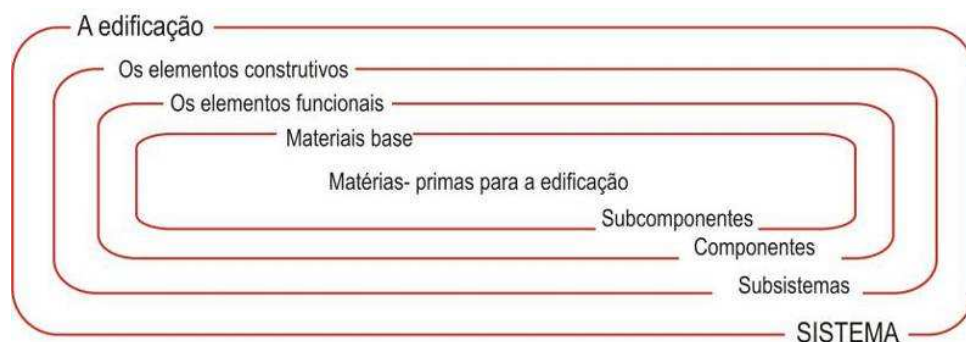 A edificação
Os elementos construtivos
Os elementos funcionais
Materiais base
Matérias- primas para a edificação
Subcomponentes
Componentes
Subsistemas
SISTEMA